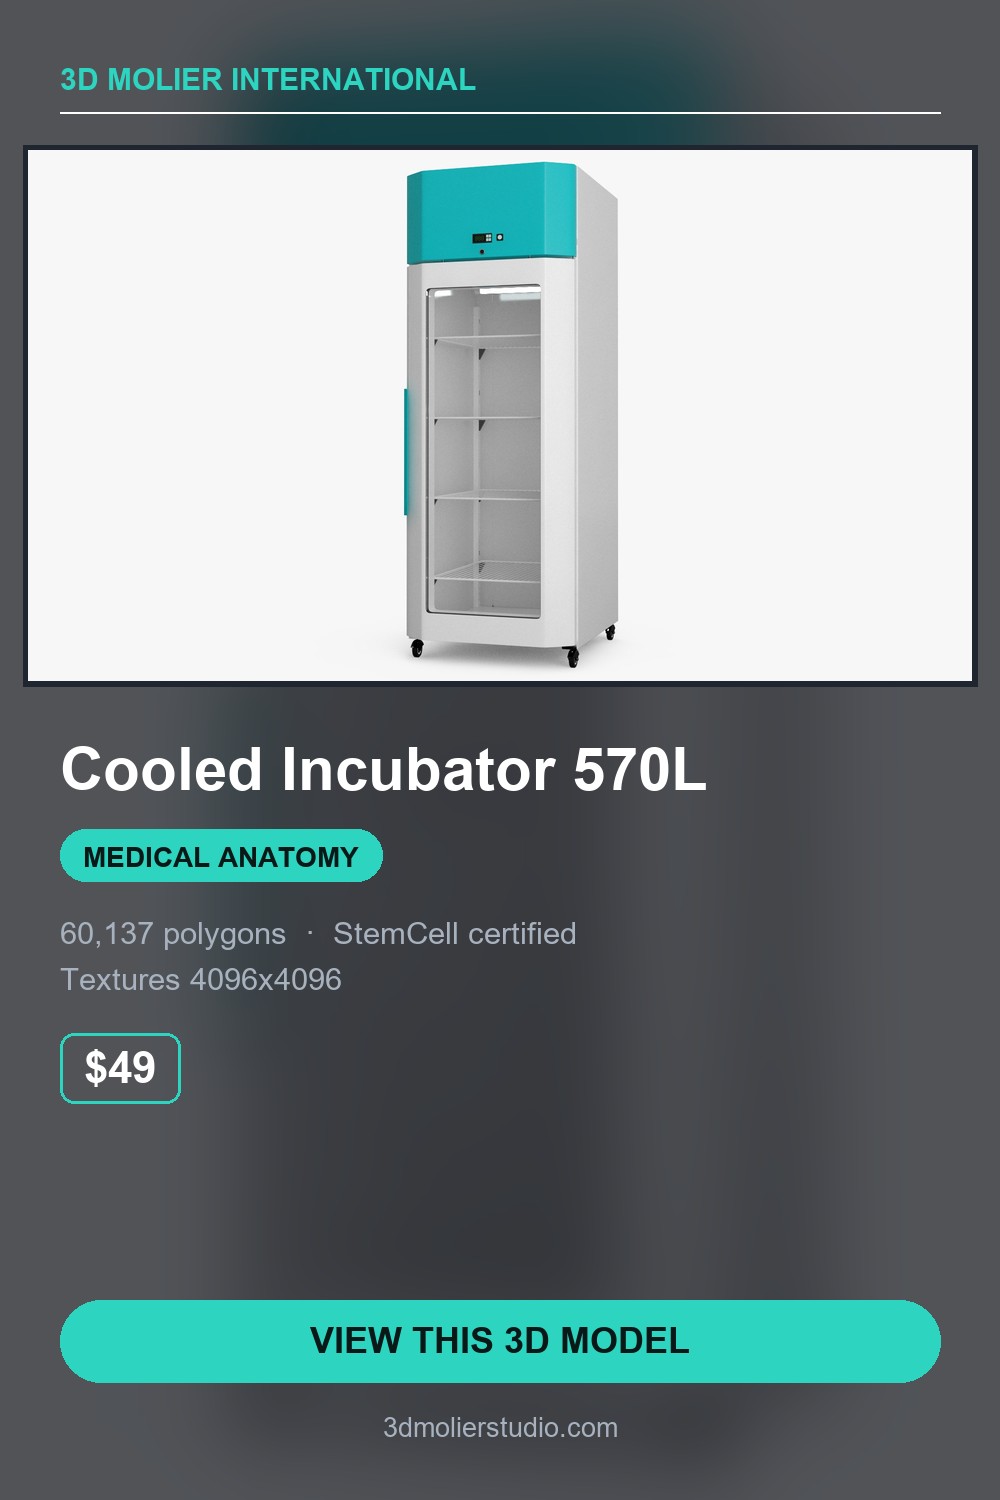 3D MOLIER INTERNATIONAL
Cooled Incubator 570L
MEDICAL ANATOMY
60,137 polygons · StemCell certified
Textures 4096x4096
$49
VIEW THIS 3D MODEL
3dmolierstudio.com